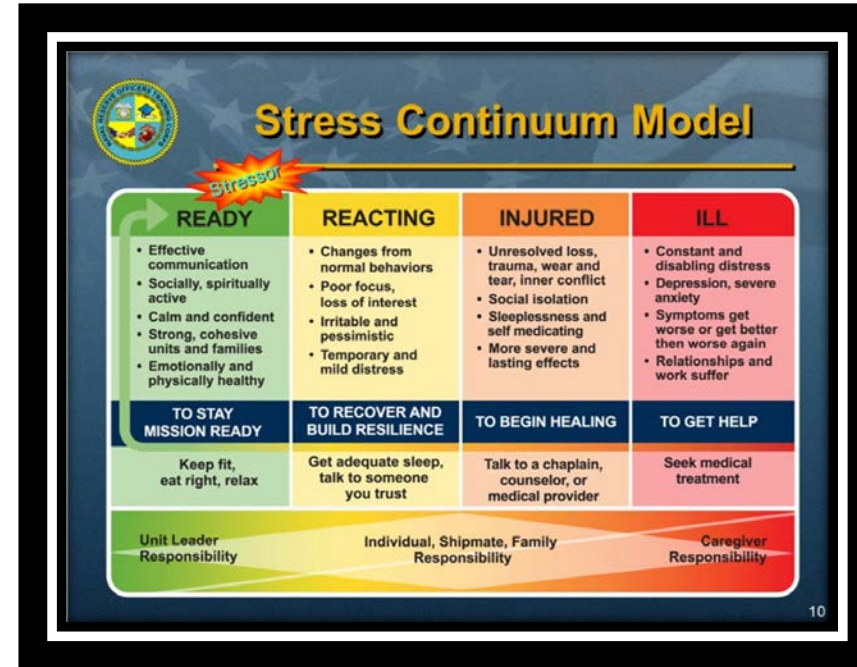 NAVAL RESERVE OFFICERS TRAINING CORPS
Stress Continuum Model
Stressor
READY
• Effective
communication
• Socially, spiritually
active
• Calm and confident
• Strong, cohesive
units and families
• Emotionally and
physically healthy
TO STAY
MISSION READY
Keep fit,
eat right, relax
REACTING
• Changes from
normal behaviors
• Poor focus,
loss of interest
• Irritable and
pessimistic
• Temporary and
mild distress
TO RECOVER AND
BUILD RESILIENCE
Get adequate sleep,
talk to someone
you trust
INJURED
• Unresolved loss,
trauma, wear and
tear, inner conflict
• Social isolation
• Sleeplessness and
self medicating
• More severe and
lasting effects
TO BEGIN HEALING
Talk to a chaplain,
counselor, or
medical provider
ILL
• Constant and
disabling distress
• Depression, severe
anxiety
• Symptoms get
worse or get better
then worse again
• Relationships and
work suffer
TO GET HELP
Seek medical
treatment
Unit Leader
Responsibility
Individual, Shipmate, Family
Responsibility
Caregiver
Responsibility
10